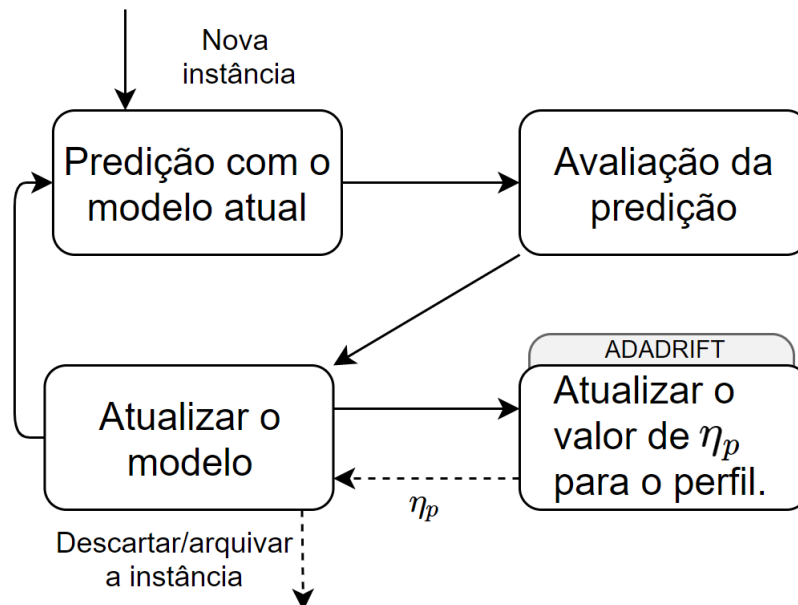 Nova
instância
Predição com o
modelo atual
Avaliação da
predição
ADADRIFT
Atualizar o
valor de ηp
para o perfil.
Atualizar o
modelo
ηp
Descartar/arquivar
a instância